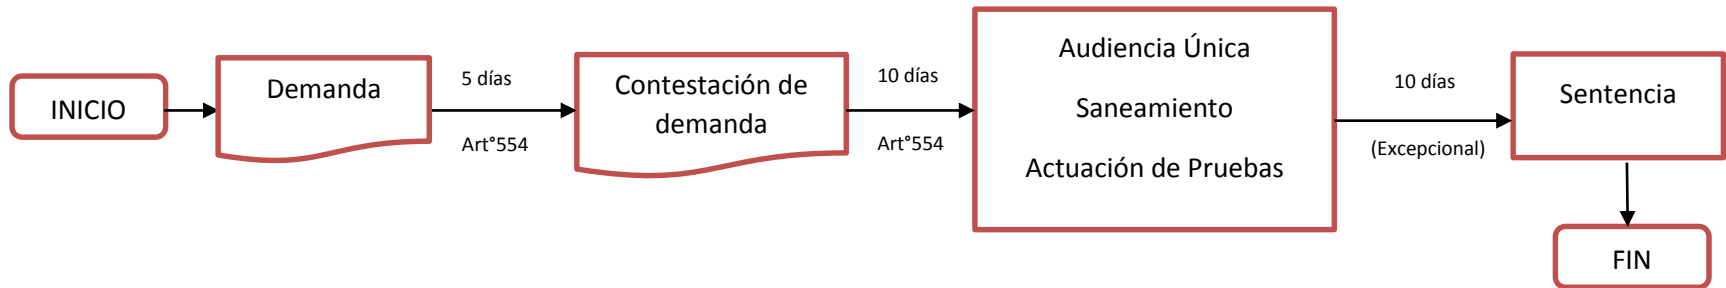 INICIO
Demanda
5 días
Art°554
Contestación de
demanda
10 días
Art°554
Audiencia Única
Saneamiento
Actuación de Pruebas
10 días
(Excepcional)
Sentencia
FIN